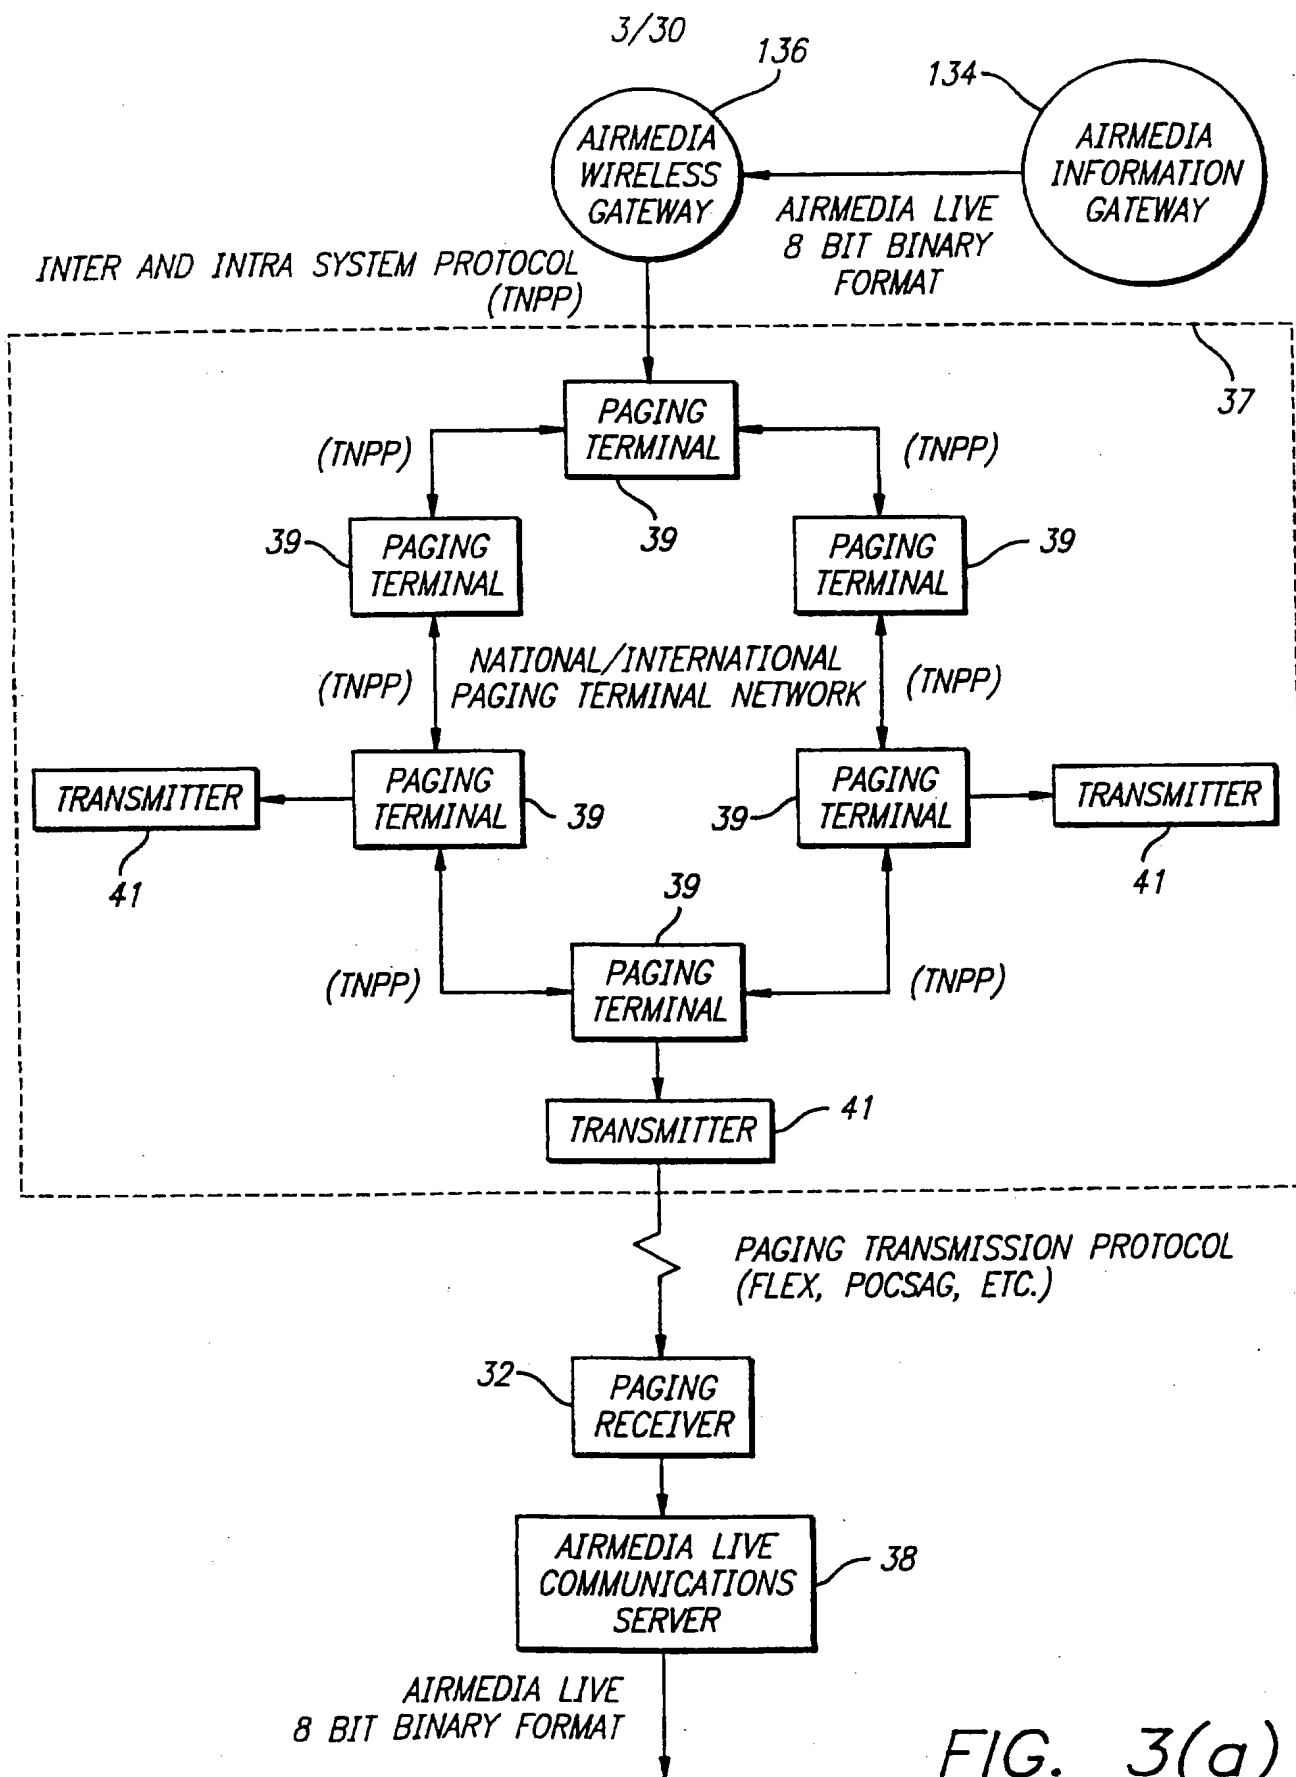 3/30
136
134
AIRMEDIA
WIRELESS
GATEWAY
AIRMEDIA
INFORMATION
GATEWAY
AIRMEDIA LIVE
8 BIT BINARY
FORMAT
INTER AND INTRA SYSTEM PROTOCOL
(TNPP)
37
PAGING
TERMINAL
(TNPP)
(TNPP)
39
39
PAGING
TERMINAL
PAGING
TERMINAL
39
NATIONAL/INTERNATIONAL
PAGING TERMINAL NETWORK
(TNPP)
(TNPP)
TRANSMITTER
41
PAGING
TERMINAL
39
39
PAGING
TERMINAL
TRANSMITTER
41
39
(TNPP)
PAGING
TERMINAL
(TNPP)
TRANSMITTER
41
PAGING TRANSMISSION PROTOCOL
(FLEX, POCSAG, ETC.)
32
PAGING
RECEIVER
AIRMEDIA LIVE
COMMUNICATIONS
SERVER
38
AIRMEDIA LIVE
8 BIT BINARY FORMAT
FIG. 3(a)